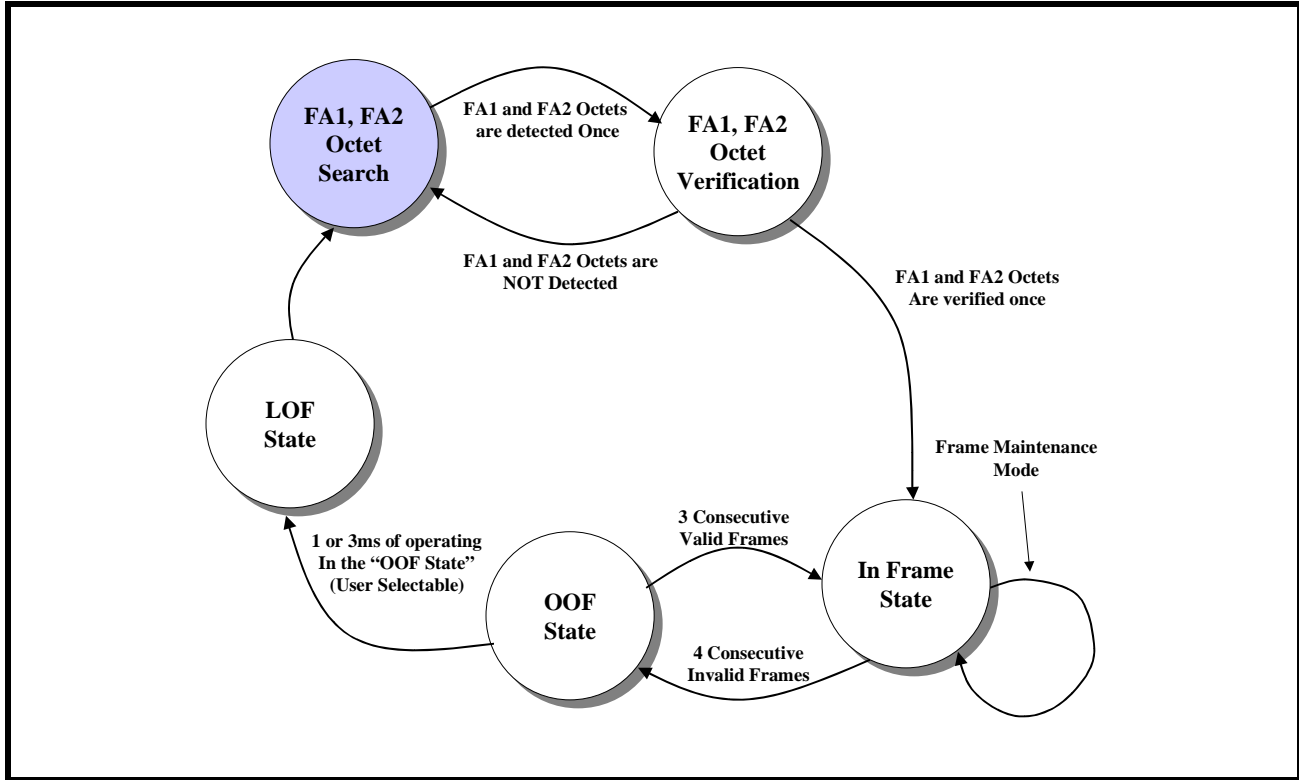 FA1, FA2
Octet
Search
FA1 and FA2 Octets
are detected Once
FA1, FA2
Octet
Verification
FA1 and FA2 Octets are
NOT Detected
FA1 and FA2 Octets
Are verified once
LOF
State
Frame Maintenance
Mode
3 Consecutive
Valid Frames
1 or 3ms of operating
In the “OOF State”
(User Selectable)
In Frame
State
OOF
State
4 Consecutive
Invalid Frames